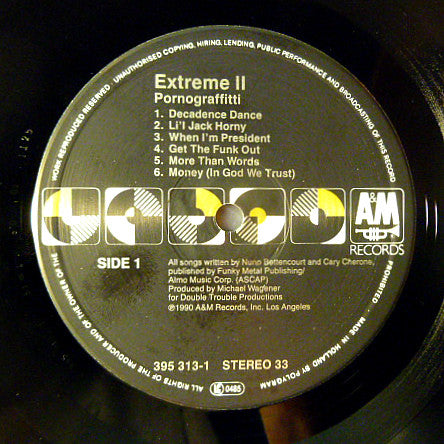 UNAUTHORISED COPYING, HIRING, LENDING, PUBLIC PERFORMANCE AND BROADCASTING OF THIS RECORD
PROHIBITED
MADE IN HOLLAND BY POLYGRAM
ALL RIGHTS OF THE PRODUCER AND OF THE OWNER OF THE
WORK REPRODUCED RESERVED
Extreme II
Pornograffitti
1. Decadence Dance
2. Li'l Jack Horny
3. When I'm President
4. Get The Funk Out
5. More Than Words
6. Money (In God We Trust)
A&M
RECORDS
SIDE 1
All songs written by Nuno Bettencourt and Cary Cherone,
published by Funky Metal Publishing/
Almo Music Corp. (ASCAP)
Produced by Michael Wagener
for Double Trouble Productions
℗1990 A&M Records, Inc. Los Angeles
395 313-1 STEREO 33